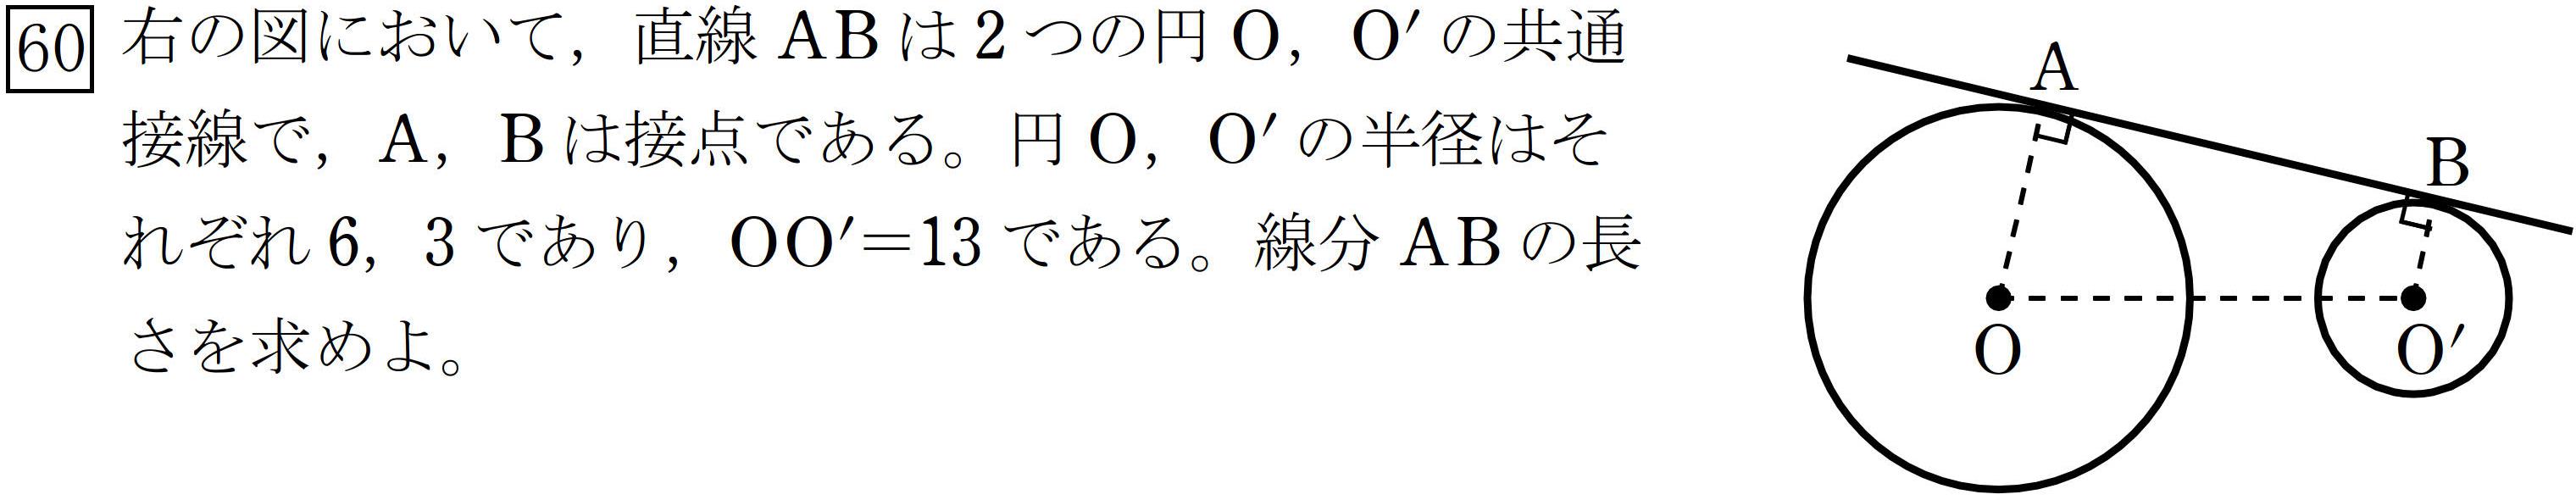 60 右の図において，直線 AB は 2 つの円 O，O′ の共通
接線で，A，B は接点である。円 O，O′ の半径はそ
れぞれ 6，3 であり，OO′=13 である。線分 AB の長
さを求めよ。
A
B
O
O′